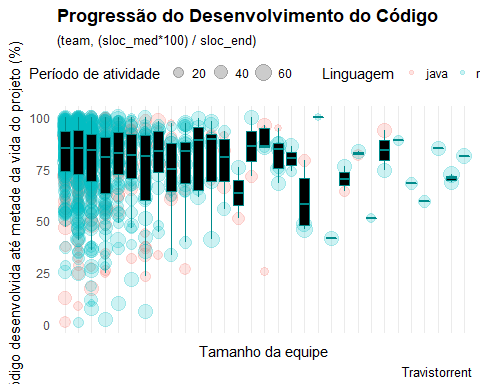 Progressão do Desenvolvimento do Código
(team, (sloc_med*100) / sloc_end)
Período de atividade 20 40 60 Linguagem java r
ódigo desenvolvida até metade da vida do projeto (%)
100
75
50
25
0
Tamanho da equipe
Travistorrent